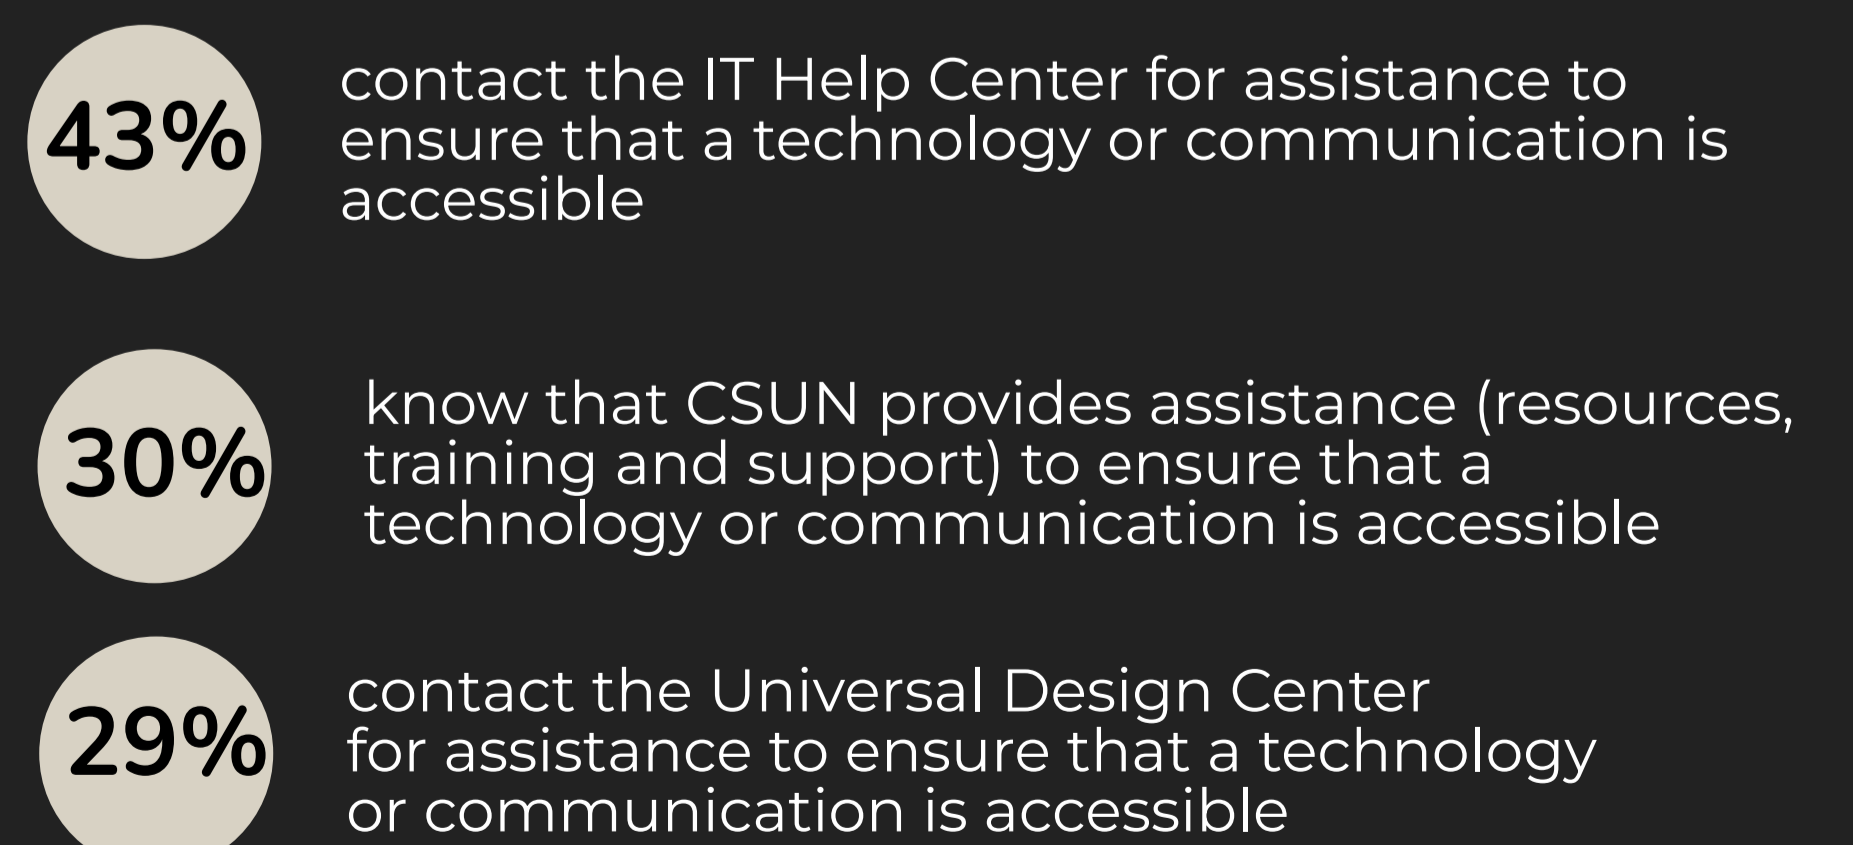 43%
contact the IT Help Center for assistance to
ensure that a technology or communication is
accessible
30%
know that CSUN provides assistance (resources,
training and support) to ensure that a
technology or communication is accessible
29%
contact the Universal Design Center
for assistance to ensure that a technology
or communication is accessible